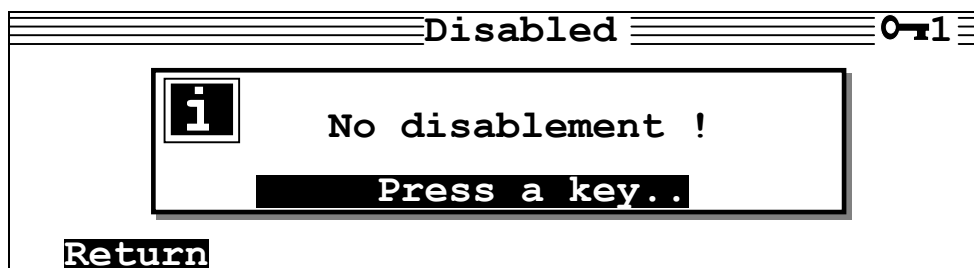 Disabled 1
i
No disablement !
Press a key..
Return